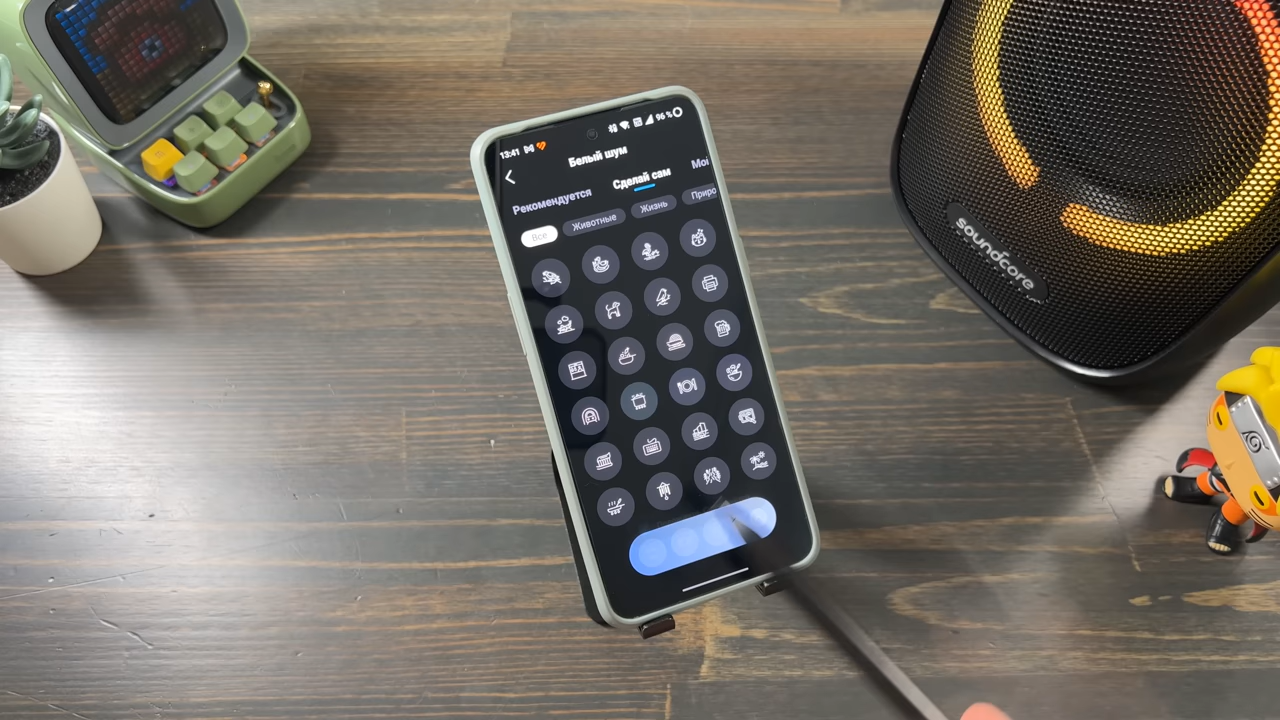 13:41 96 %
Белый шум
Рекомендуется Сделай сам Мои
Все Животные Жизнь Приро
soundcore